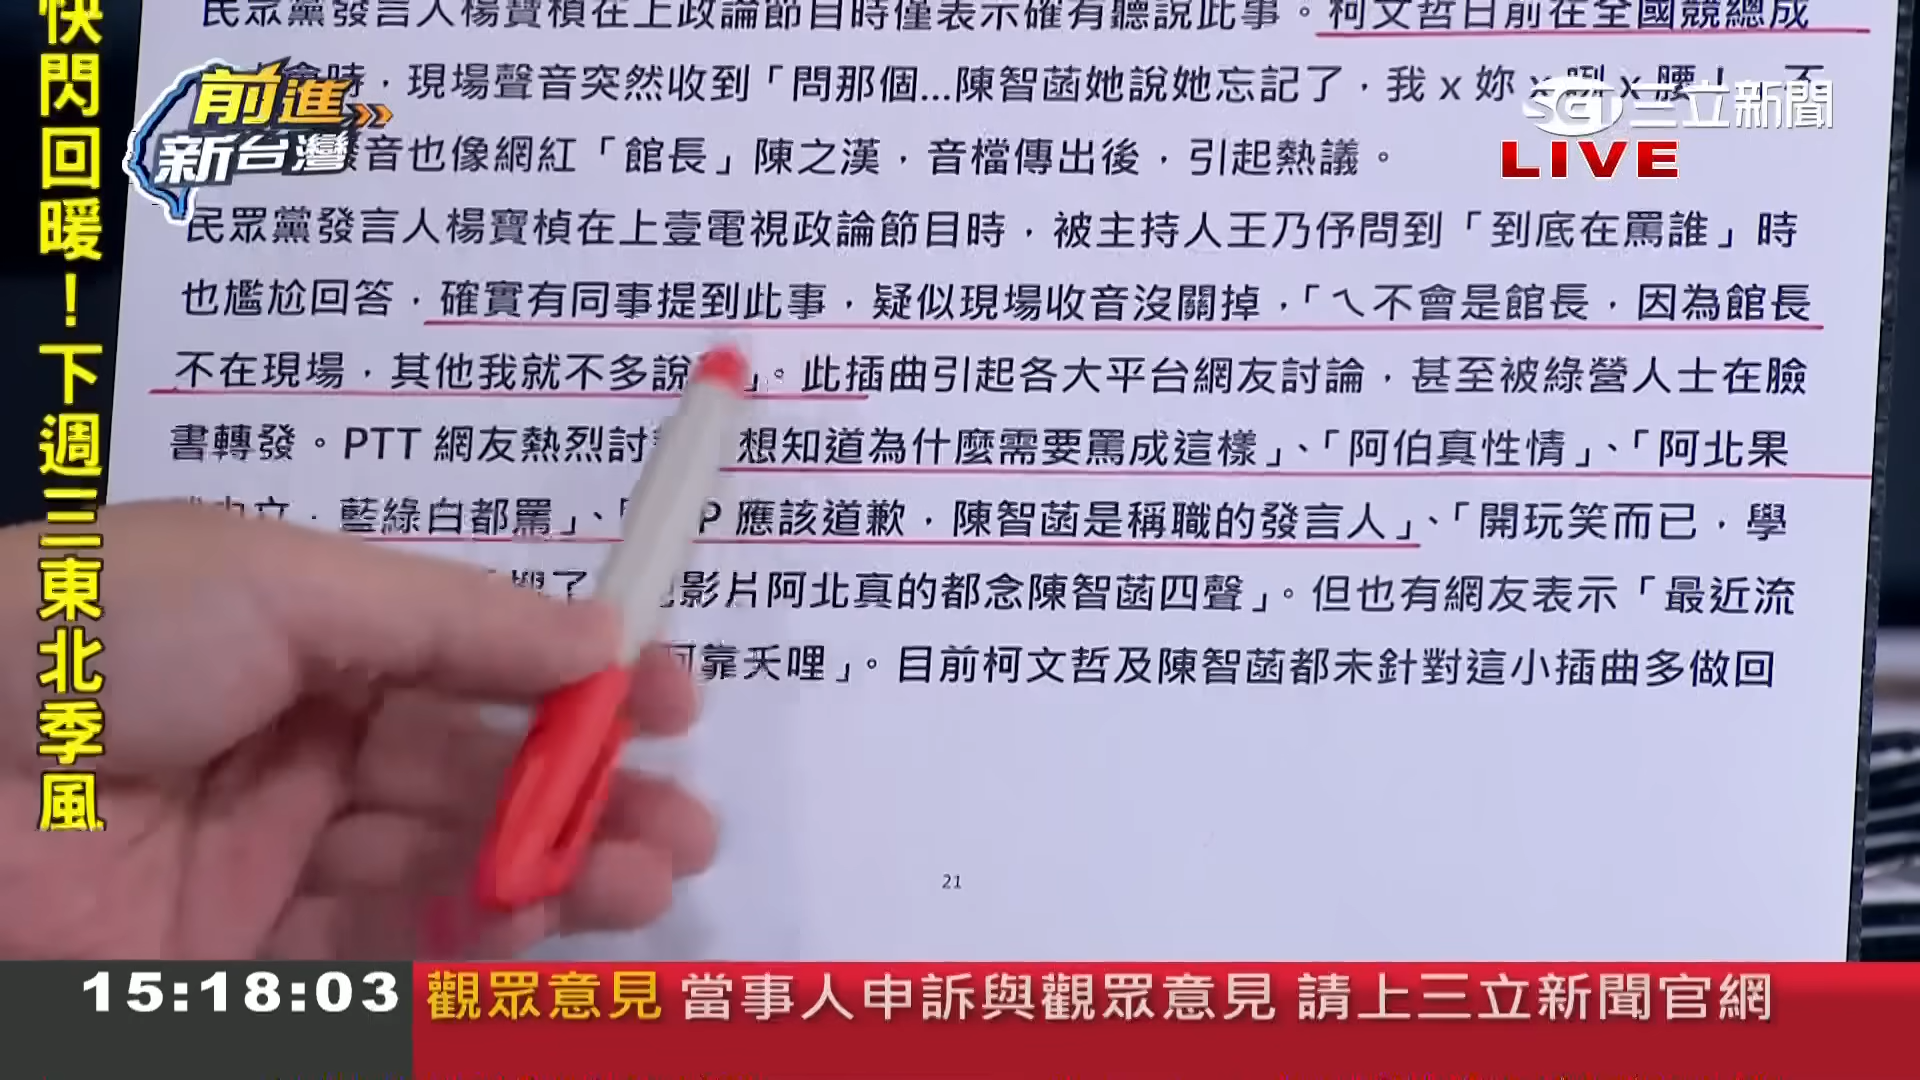 快閃回暖！下週三東北季風
前進
新台灣
三立新聞
LIVE
民眾黨發言人楊寶楨在上政論節目時僅表示確有聽說此事。柯文哲日前在全國競總成
會時，現場聲音突然收到「問那個...陳智菡她說她忘記了，我 x 妳 x
音也像網紅「館長」陳之漢，音檔傳出後，引起熱議。
民眾黨發言人楊寶楨在上壹電視政論節目時，被主持人王乃伃問到「到底在罵誰」時
也尷尬回答，確實有同事提到此事，疑似現場收音沒關掉，「ㄟ不會是館長，因為館長
不在現場，其他我就不多說」。此插曲引起各大平台網友討論，甚至被綠營人士在臉
書轉發。PTT 網友熱烈討 想知道為什麼需要罵成這樣」、「阿伯真性情」、「阿北果
藍綠白都罵」、「 P 應該道歉，陳智菡是稱職的發言人」、「開玩笑而已，學
了 影片阿北真的都念陳智菡四聲」。但也有網友表示「最近流
靠夭哩」。目前柯文哲及陳智菡都未針對這小插曲多做回
21
15:18:03
觀眾意見 當事人申訴與觀眾意見 請上三立新聞官網